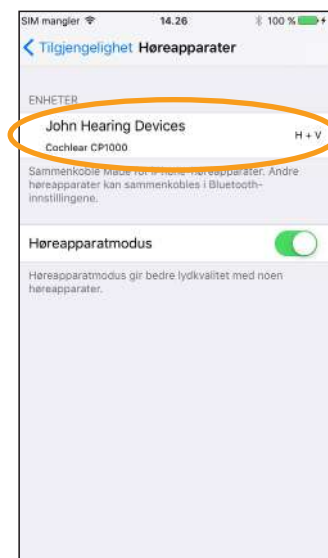 SIM mangler 14.26 100 %
Tilgjengelighet Høreapparater
ENHETER
John Hearing Devices H + V
Cochlear CP1000
Sammenkoble Made for iPhone-høreapparater. Andre
høreapparater kan sammenkobles i Bluetooth-
innstillingene.
Høreapparatmodus
Høreapparatmodus gir bedre lydkvalitet med noen
høreapparater.